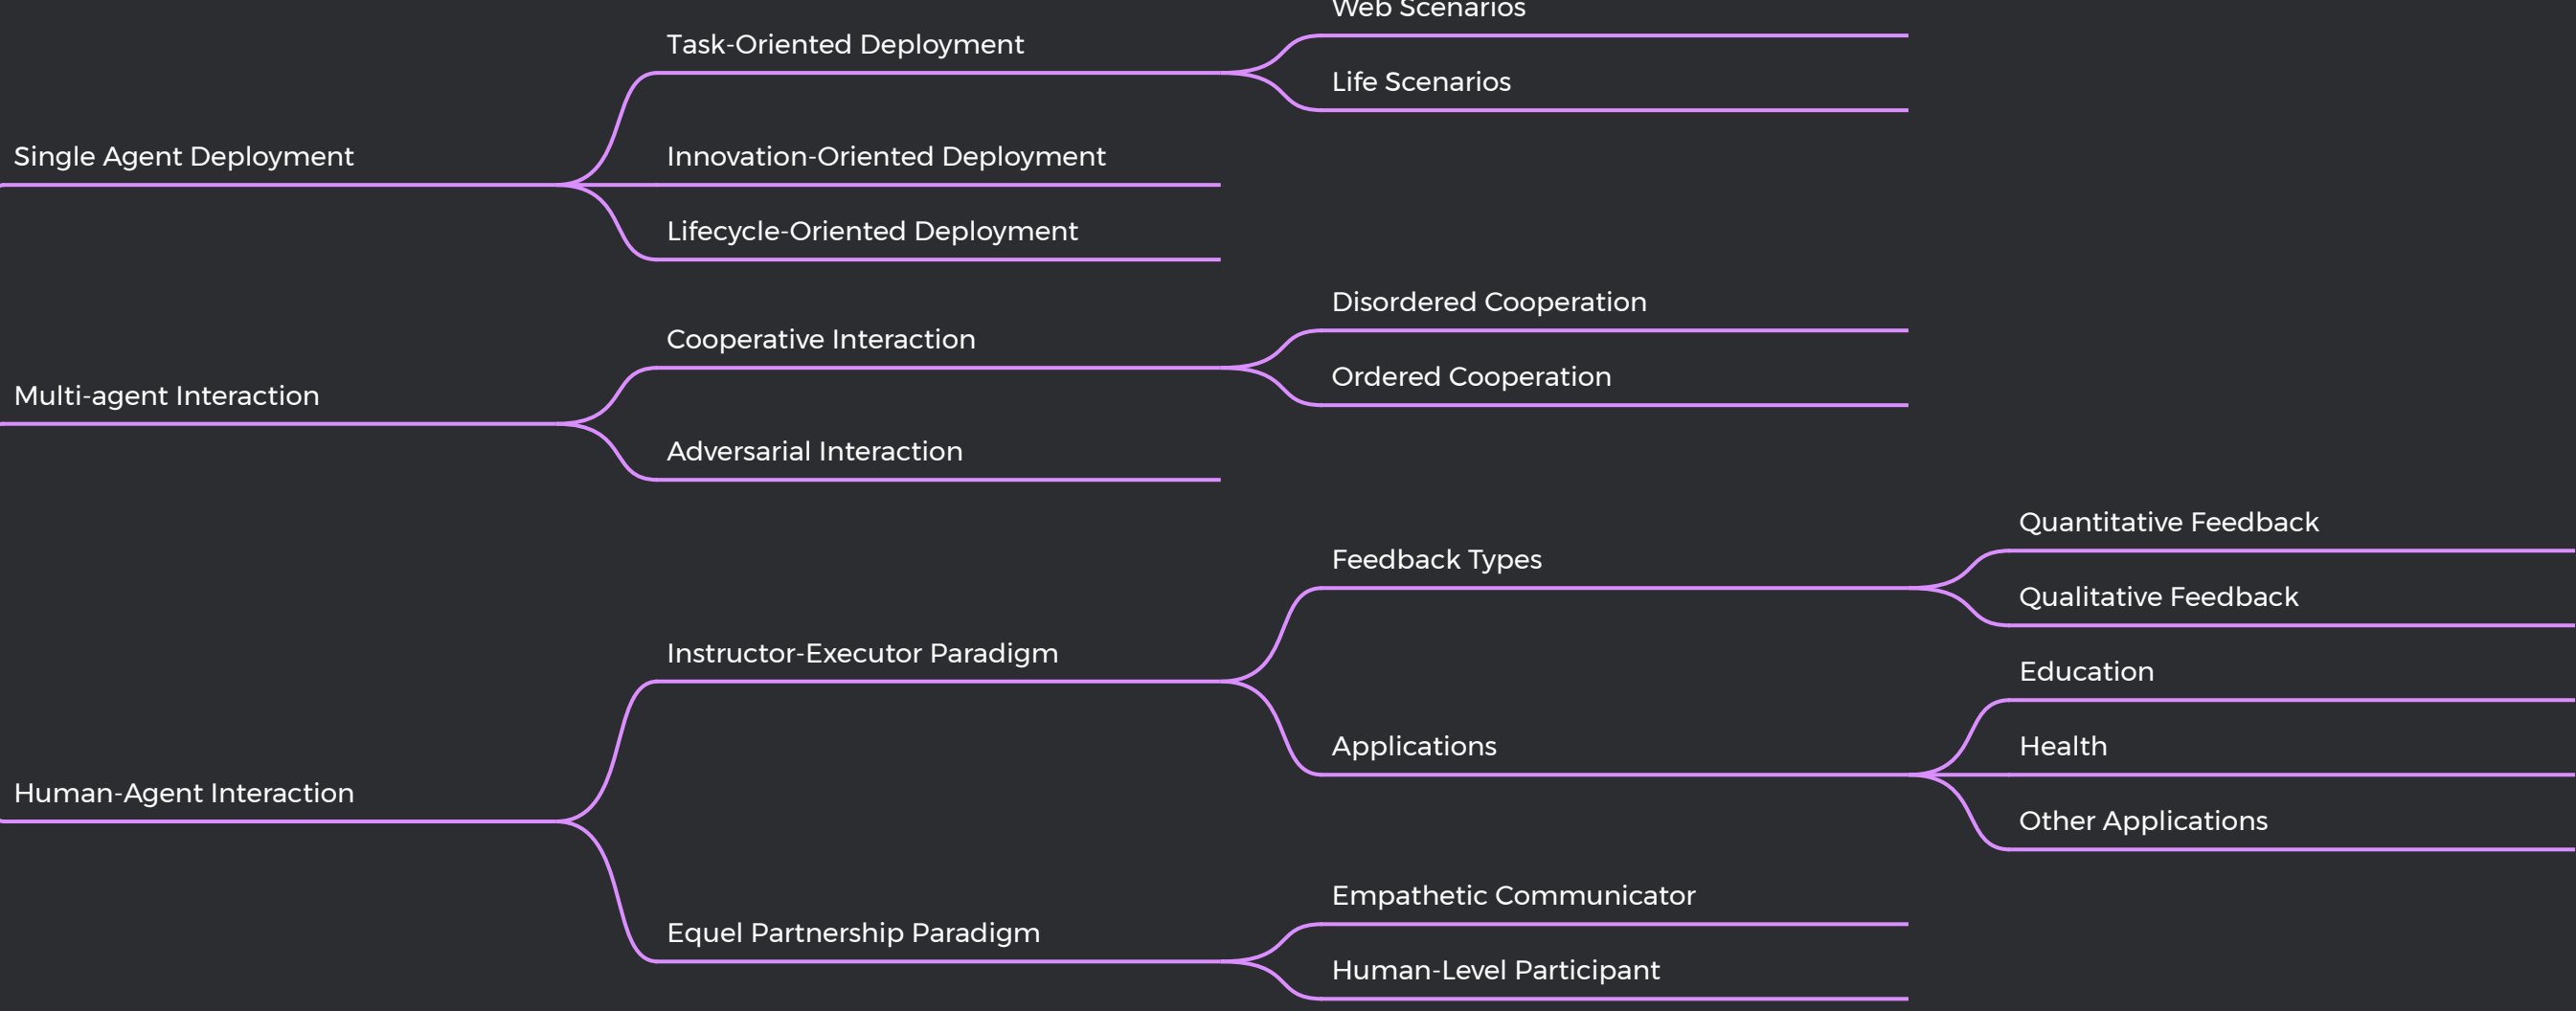 Web Scenarios
Task-Oriented Deployment
Life Scenarios
Single Agent Deployment
Innovation-Oriented Deployment
Lifecycle-Oriented Deployment
Disordered Cooperation
Cooperative Interaction
Ordered Cooperation
Multi-agent Interaction
Adversarial Interaction
Quantitative Feedback
Feedback Types
Qualitative Feedback
Instructor-Executor Paradigm
Education
Applications
Health
Human-Agent Interaction
Other Applications
Empathetic Communicator
Equel Partnership Paradigm
Human-Level Participant